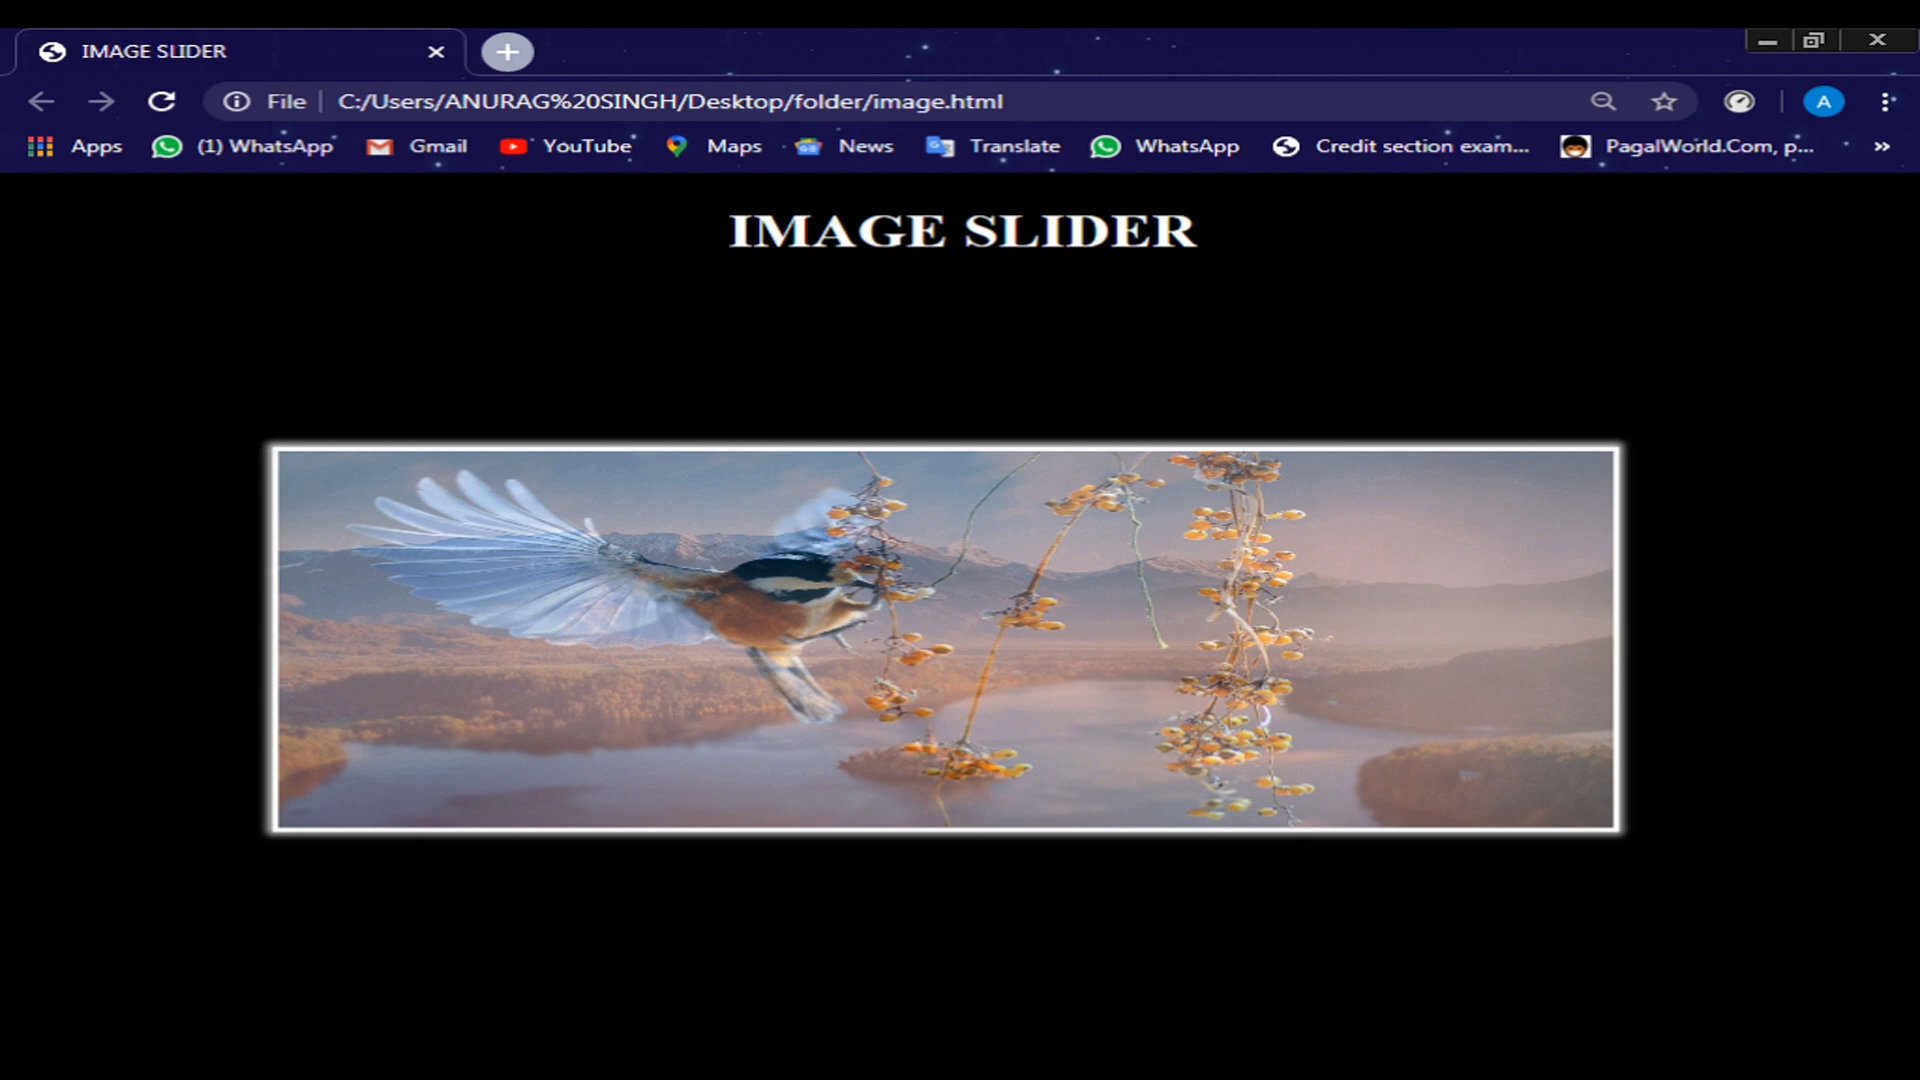 IMAGE SLIDER
File C:/Users/ANURAG%20SINGH/Desktop/folder/image.html A
Apps (1) WhatsApp Gmail YouTube Maps News Translate WhatsApp Credit section exam... PagalWorld.Com, p... »
IMAGE SLIDER